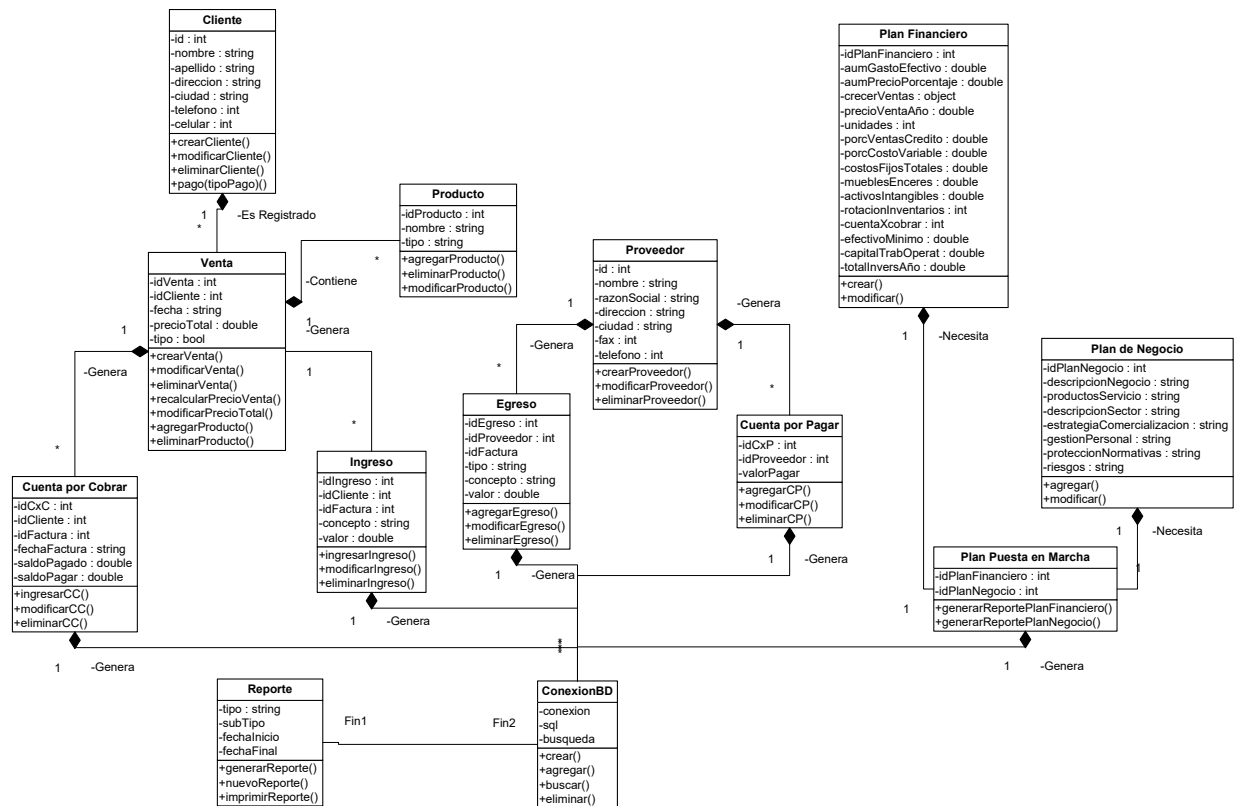 Cliente
-id : int
-nombre : string
-apellido : string
-direccion : string
-ciudad : string
-telefono : int
-celular : int
+crearCliente()
+modificarCliente()
+eliminarCliente()
+pago(tipoPago)()
1
-Es Registrado
*
Producto
-idProducto : int
-nombre : string
-tipo : string
+agregarProducto()
+eliminarProducto()
+modificarProducto()
*
-Contiene
1
Venta
-idVenta : int
-idCliente : int
-fecha : string
-precioTotal : double
-tipo : bool
+crearVenta()
+modificarVenta()
+eliminarVenta()
+recalcularPrecioVenta()
+modificarPrecioTotal()
+agregarProducto()
+eliminarProducto()
1
-Genera
*
-Genera
1
*
Proveedor
-id : int
-nombre : string
-razonSocial : string
-direccion : string
-ciudad : string
-fax : int
-telefono : int
+crearProveedor()
+modificarProveedor()
+eliminarProveedor()
1
-Genera
*
-Genera
1
*
Plan Financiero
-idPlanFinanciero : int
-aumGastoEfectivo : double
-aumPrecioPorcentaje : double
-crecerVentas : object
-precioVentaAño : double
-unidades : int
-porcVentasCredito : double
-porcCostoVariable : double
-costosFijosTotales : double
-mueblesEnceres : double
-activosIntangibles : double
-rotacionInventarios : int
-cuentaXcobrar : int
-efectivoMinimo : double
-capitalTrabOperat : double
-totalInversAño : double
+crear()
+modificar()
1
-Necesita
1
Plan de Negocio
-idPlanNegocio : int
-descripcionNegocio : string
-productosServicio : string
-descripcionSector : string
-estrategiaComercializacion : string
-gestionPersonal : string
-proteccionNormativas : string
-riesgos : string
+agregar()
+modificar()
1
-Necesita
1
Cuenta por Cobrar
-idCxC : int
-idCliente : int
-idFactura : int
-fechaFactura : string
-saldoPagado : double
-saldoPagar : double
+ingresarCC()
+modificarCC()
+eliminarCC()
1
-Genera
Ingreso
-idIngreso : int
-idCliente : int
-idFactura : int
-concepto : string
-valor : double
+ingresarIngreso()
+modificarIngreso()
+eliminarIngreso()
1
-Genera
Egreso
-idEgreso : int
-idProveedor : int
-idFactura
-tipo : string
-concepto : string
-valor : double
+agregarEgreso()
+modificarEgreso()
+eliminarEgreso()
1
-Genera
Cuenta por Pagar
-idCxP : int
-idProveedor : int
-valorPagar
+agregarCP()
+modificarCP()
+eliminarCP()
1
-Genera
Plan Puesta en Marcha
-idPlanFinanciero : int
-idPlanNegocio : int
+generarReportePlanFinanciero()
+generarReportePlanNegocio()
1
-Genera
Reporte
-tipo : string
-subTipo
-fechaInicio
-fechaFinal
+generarReporte()
+nuevoReporte()
+imprimirReporte()
Fin1
Fin2
ConexionBD
-conexion
-sql
-busqueda
+crear()
+agregar()
+buscar()
+eliminar()